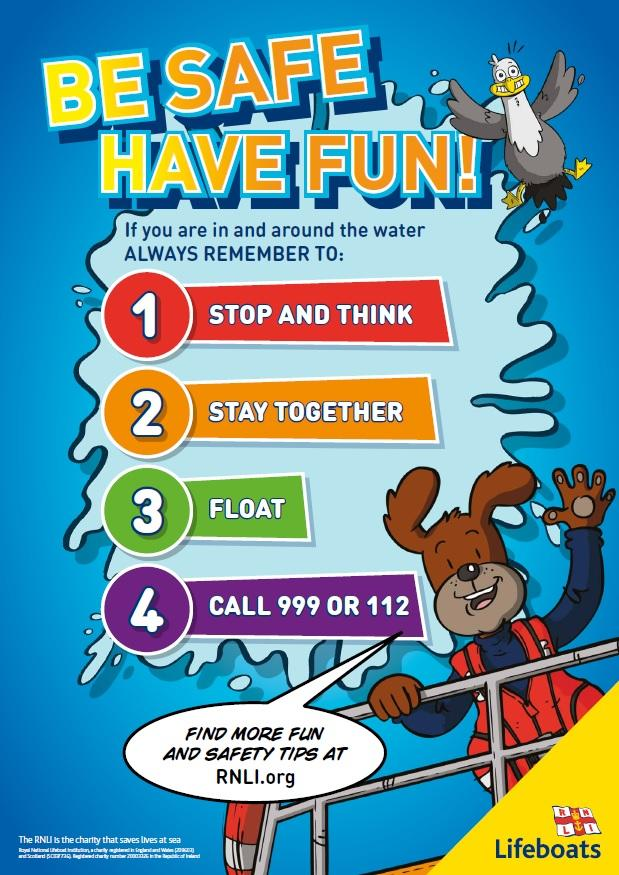 BE SAFE
HAVE FUN!
If you are in and around the water
ALWAYS REMEMBER TO:
1 STOP AND THINK
2 STAY TOGETHER
3 FLOAT
4 CALL 999 OR 112
FIND MORE FUN
AND SAFETY TIPS AT
RNLI.org
The RNLI is the charity that saves lives at sea
Royal National Lifeboat Institution, a charity registered in England and Wales (209603)
and Scotland (SC037736). Registered charity number 20003326 in the Republic of Ireland
R N
L I
Lifeboats